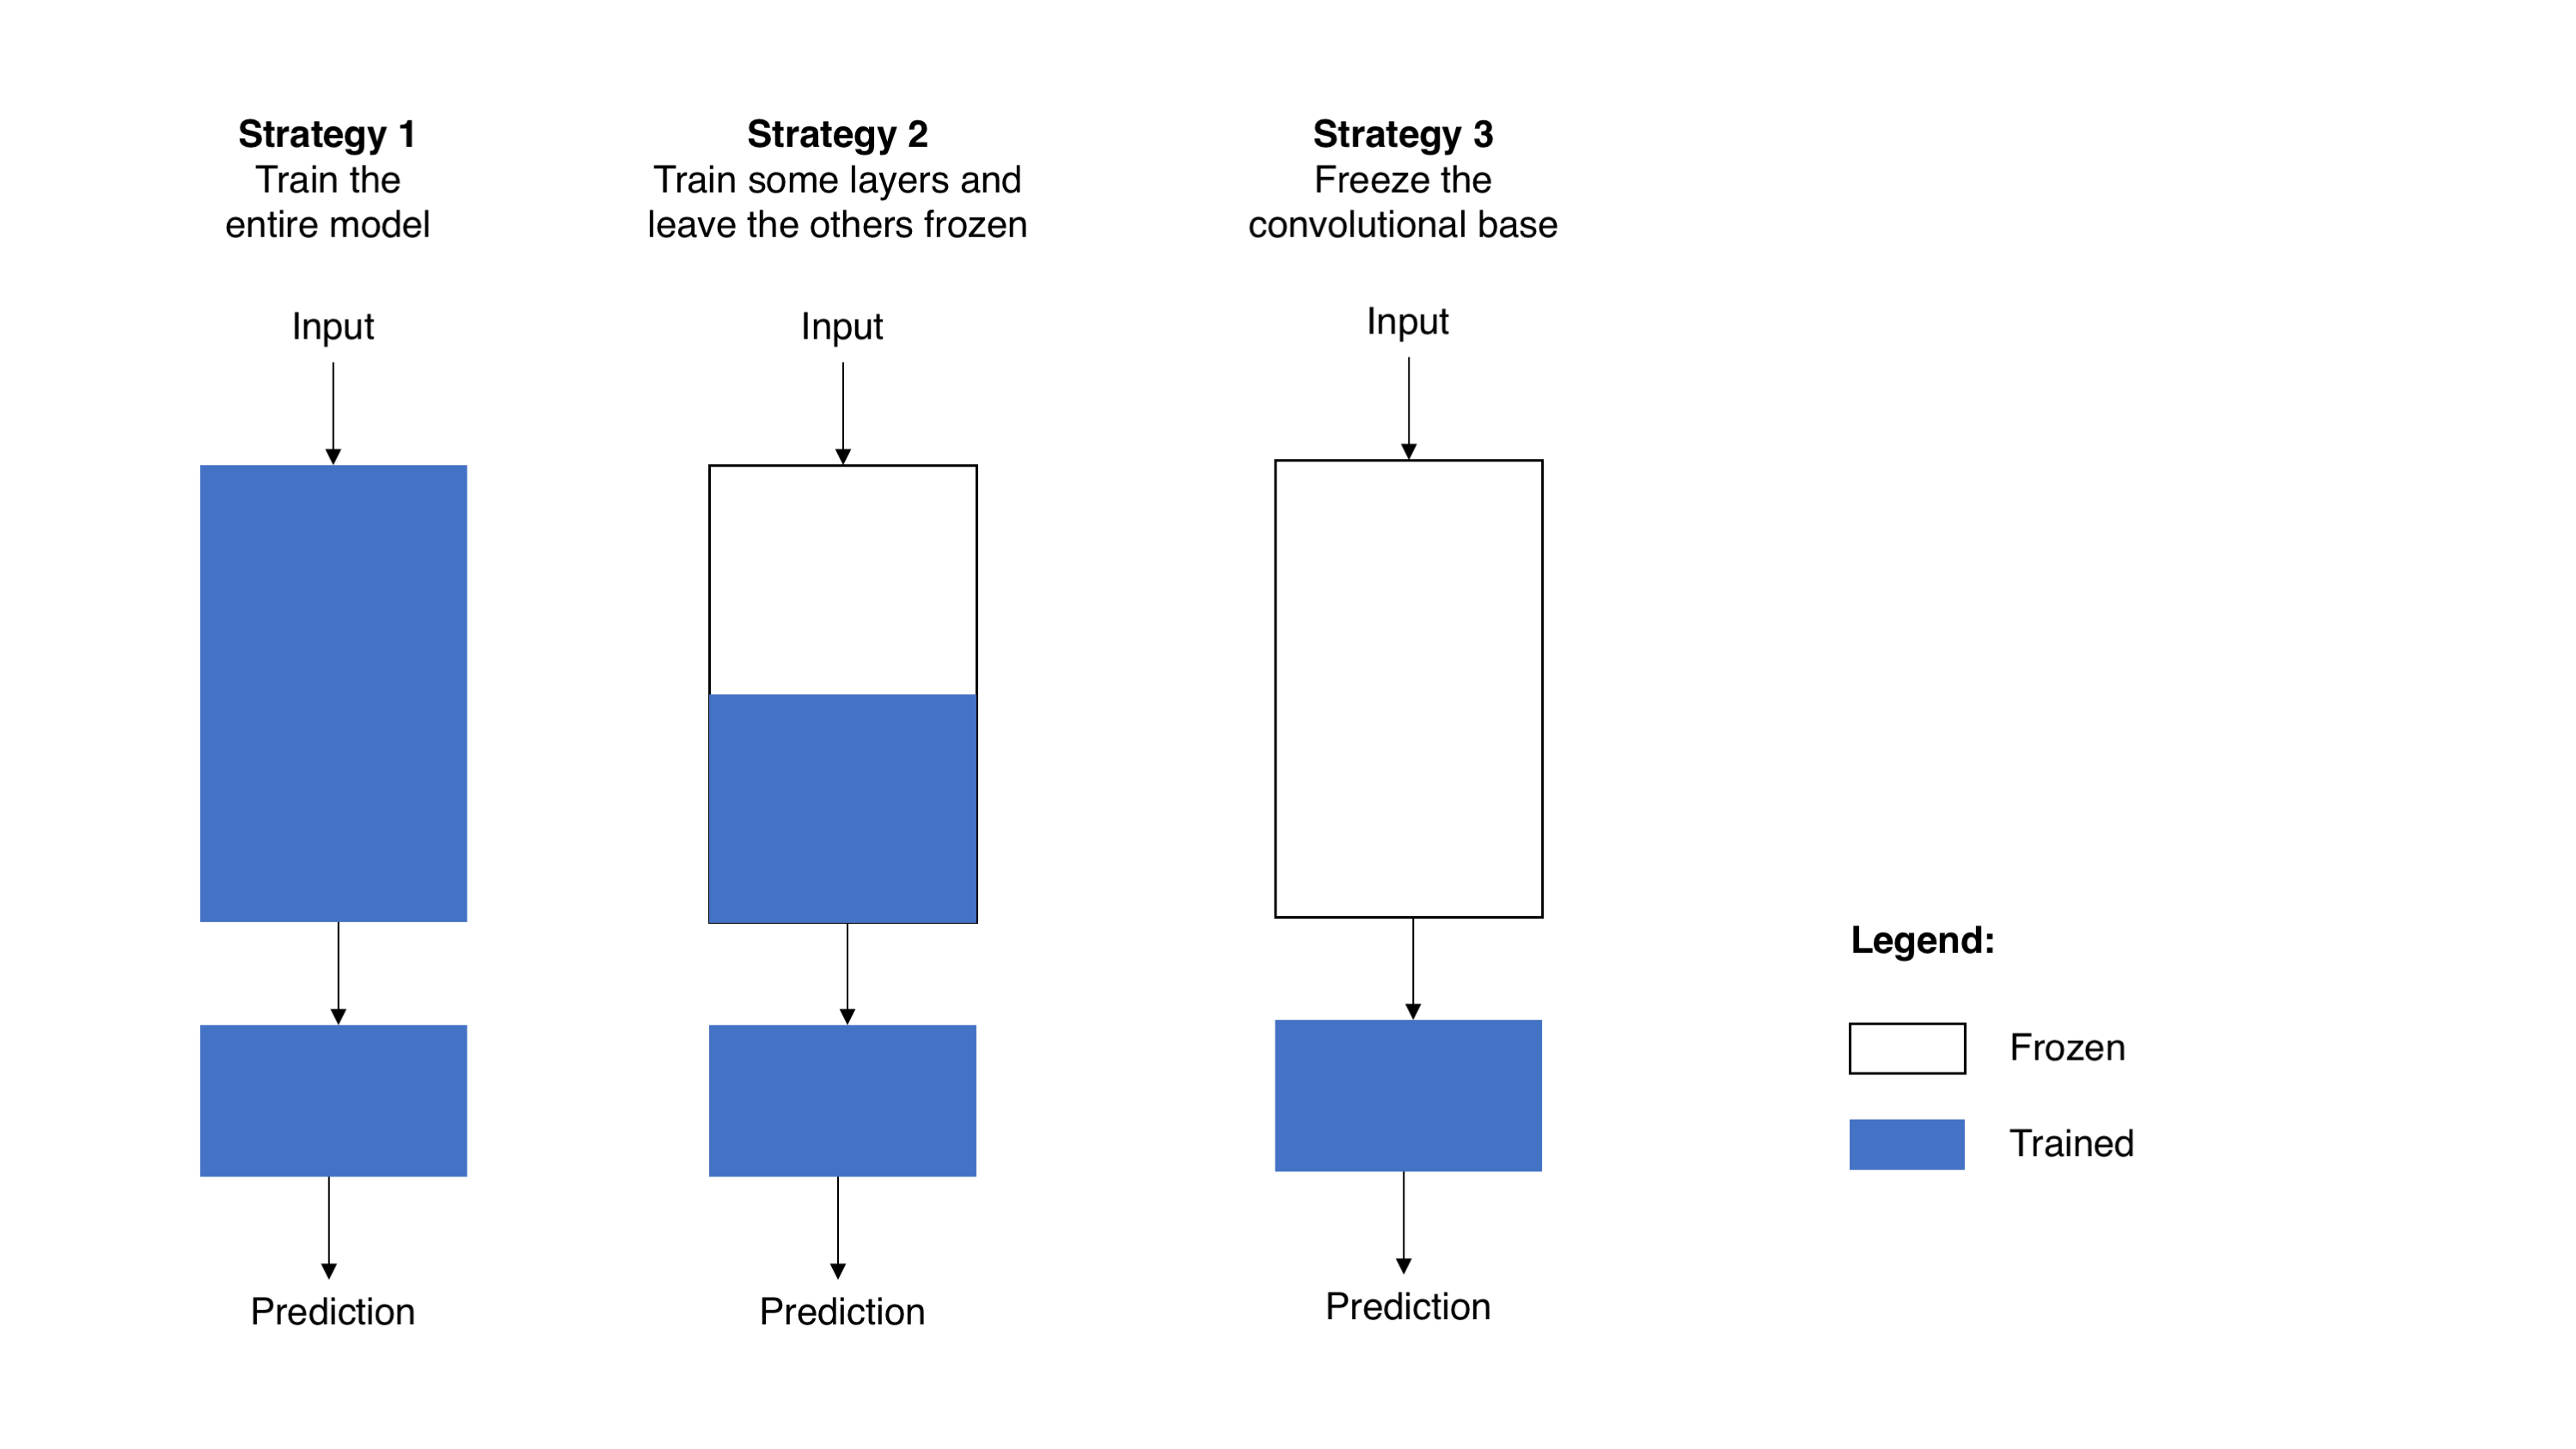 Strategy 1
Train the
entire model
Input
Prediction
Strategy 2
Train some layers and
leave the others frozen
Input
Prediction
Strategy 3
Freeze the
convolutional base
Input
Prediction
Legend:
Frozen
Trained